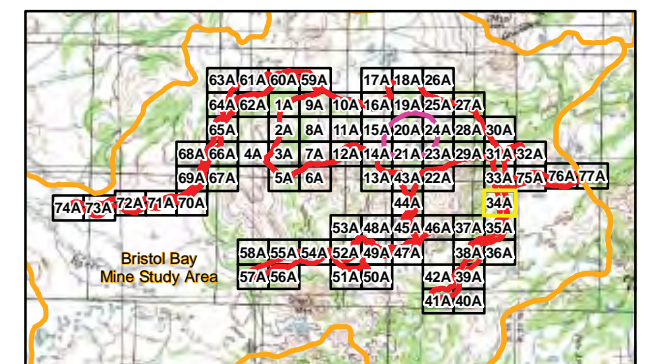 63A 61A 60A 59A 17A 18A 26A
64A 62A 1A 9A 10A 16A 19A 25A 27A
65A 2A 8A 11A 15A 20A 24A 28A 30A
68A 66A 4A 3A 7A 12A 14A 21A 23A 29A 31A 32A
69A 67A 5A 6A 13A 43A 22A 33A 75A 76A 77A
74A 73A 72A 71A 70A 44A 34A
53A 48A 45A 46A 37A 35A
58A 55A 54A 52A 49A 47A 38A 36A
Bristol Bay
Mine Study Area
57A 56A 51A 50A 42A 39A
41A 40A